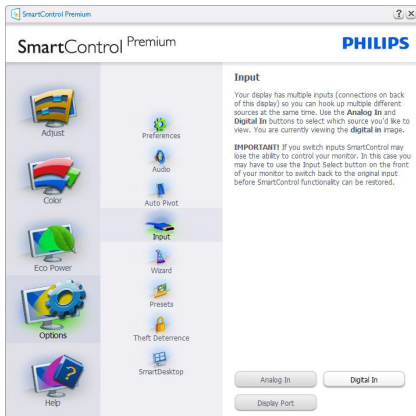 SmartControl Premium
SmartControl Premium
PHILIPS
Adjust
Color
Eco Power
Options
Help
Preferences
Audio
Auto Pivot
Input
Wizard
Presets
Theft Deterrence
SmartDesktop
Input
Your display has multiple inputs (connections on back
of this display) so you can hook up multiple different
sources at the same time. Use the Analog In and
Digital In buttons to select which source you'd like to
view. You are currently viewing the digital in image.
IMPORTANT! If you switch inputs SmartControl may
lose the ability to control your monitor. In this case you
may have to use the Input Select button on the front
of your monitor to switch back to the original input
before SmartControl functionality can be restored.
Analog In
Digital In
Display Port